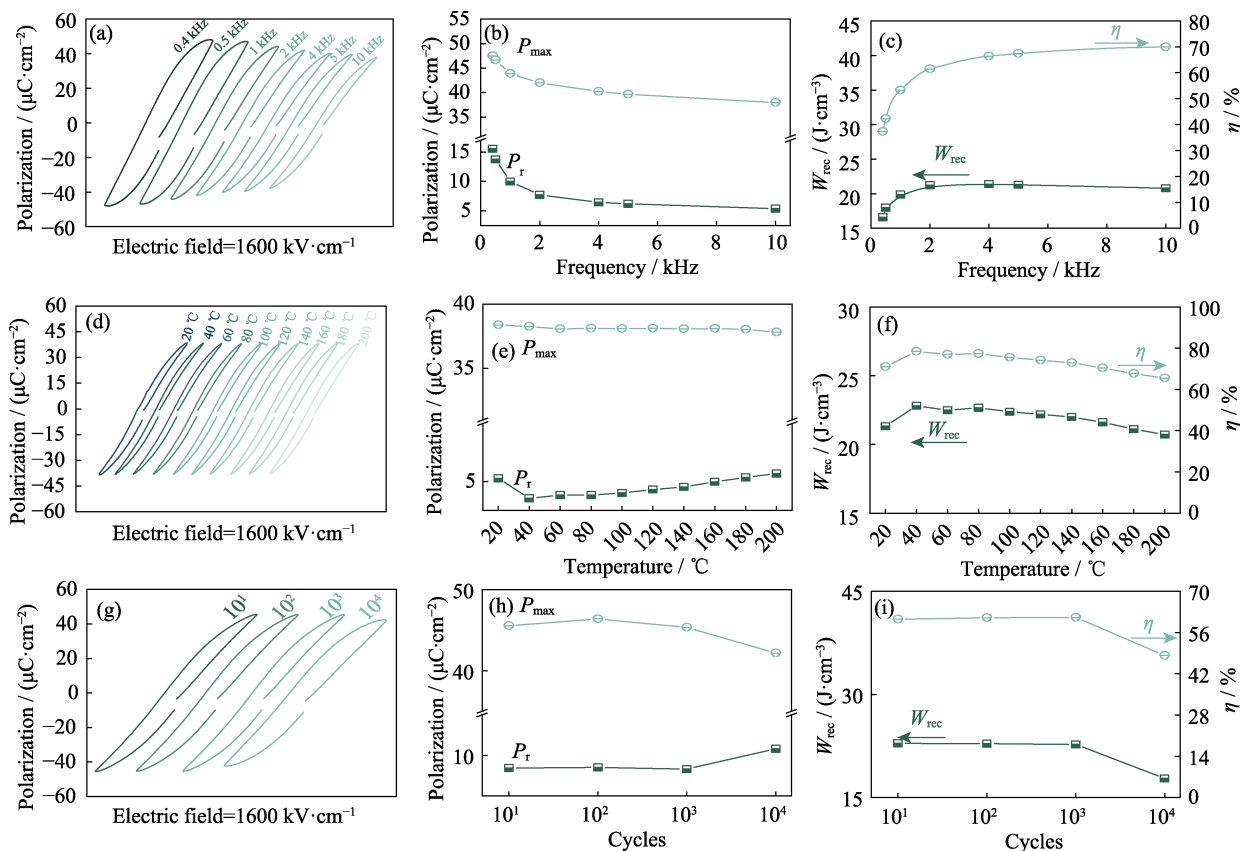 (a)
Polarization / (μC·cm⁻²)
60
40
20
0
−20
−40
−60
0.4 kHz
0.5 kHz
1 kHz
2 kHz
4 kHz
5 kHz
10 kHz
Electric field=1600 kV·cm⁻¹
(b)
Polarization / (μC·cm⁻²)
55
50
45
40
35
15
10
5
Pmax
Pr
0
2
4
6
8
10
Frequency / kHz
(c)
Wrec / (J·cm⁻³)
45
40
35
30
25
20
15
η
Wrec
80
70
60
50
40
30
20
10
0
η / %
0
2
4
6
8
10
Frequency / kHz
(d)
Polarization / (μC·cm⁻²)
60
45
30
15
0
−15
−30
−45
−60
20 ℃
40 ℃
60 ℃
80 ℃
100 ℃
120 ℃
140 ℃
160 ℃
180 ℃
200 ℃
Electric field=1600 kV·cm⁻¹
(e)
Polarization / (μC·cm⁻²)
40
35
5
Pmax
Pr
20
40
60
80
100
120
140
160
180
200
Temperature / ℃
(f)
Wrec / (J·cm⁻³)
30
25
20
15
η
Wrec
100
80
60
40
20
0
η / %
20
40
60
80
100
120
140
160
180
200
Temperature / ℃
(g)
Polarization / (μC·cm⁻²)
60
40
20
0
−20
−40
−60
10¹
10²
10³
10⁴
Electric field=1600 kV·cm⁻¹
(h)
Polarization / (μC·cm⁻²)
50
40
10
Pmax
Pr
10¹
10²
10³
10⁴
Cycles
(i)
Wrec / (J·cm⁻³)
45
35
25
15
η
Wrec
70
56
42
28
14
0
η / %
10¹
10²
10³
10⁴
Cycles